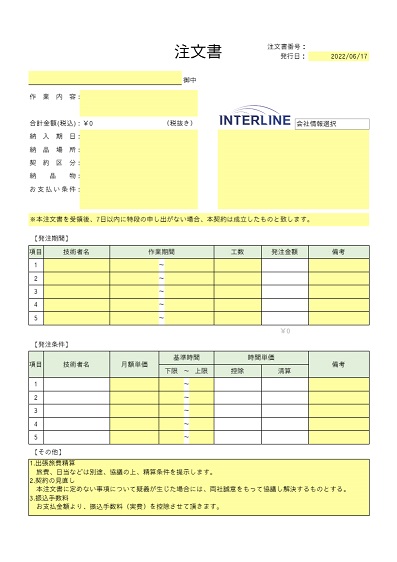 注文書
注文書番号：
発行日： 2022/06/17
御中
作業内容：
合計金額(税込)：￥0 （税抜き）
INTERLINE 会社情報選択
納入期日：
納品場所：
契約区分：
納品物：
お支払い条件：
※本注文書を受領後、7日以内に特段の申し出がない場合、本契約は成立したものと致します。
【発注期間】
項目 技術者名 作業期間 工数 発注金額 備考
1 ～
2 ～
3 ～
4 ～
5 ～
￥0
【発注条件】
項目 技術者名 月額単価 基準時間 時間単価 備考
下限 ～ 上限 控除 清算
1 ～
2 ～
3 ～
4 ～
5 ～
【その他】
1.出張旅費精算
旅費、日当などは別途、協議の上、精算条件を提示します。
2.契約の見直し
本注文書に定めない事項について疑義が生じた場合には、両社誠意をもって協議し解決するものとする。
3.振込手数料
お支払金額より、振込手数料（実費）を控除させて頂きます。